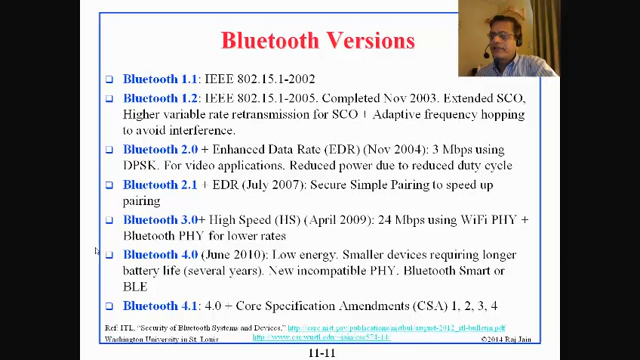 Bluetooth Versions
Bluetooth 1.1: IEEE 802.15.1-2002
Bluetooth 1.2: IEEE 802.15.1-2005. Completed Nov 2003. Extended SCO,
Higher variable rate retransmission for SCO + Adaptive frequency hopping
to avoid interference.
Bluetooth 2.0 + Enhanced Data Rate (EDR) (Nov 2004): 3 Mbps using
DPSK. For video applications. Reduced power due to reduced duty cycle
Bluetooth 2.1 + EDR (July 2007): Secure Simple Pairing to speed up
pairing
Bluetooth 3.0+ High Speed (HS) (April 2009): 24 Mbps using WiFi PHY +
Bluetooth PHY for lower rates
Bluetooth 4.0 (June 2010): Low energy. Smaller devices requiring longer
battery life (several years). New incompatible PHY. Bluetooth Smart or
BLE
Bluetooth 4.1: 4.0 + Core Specification Amendments (CSA) 1, 2, 3, 4
Ref: ITL, "Security of Bluetooth Systems and Devices,"
Washington University in St. Louis
©2014 Raj Jain
11-11